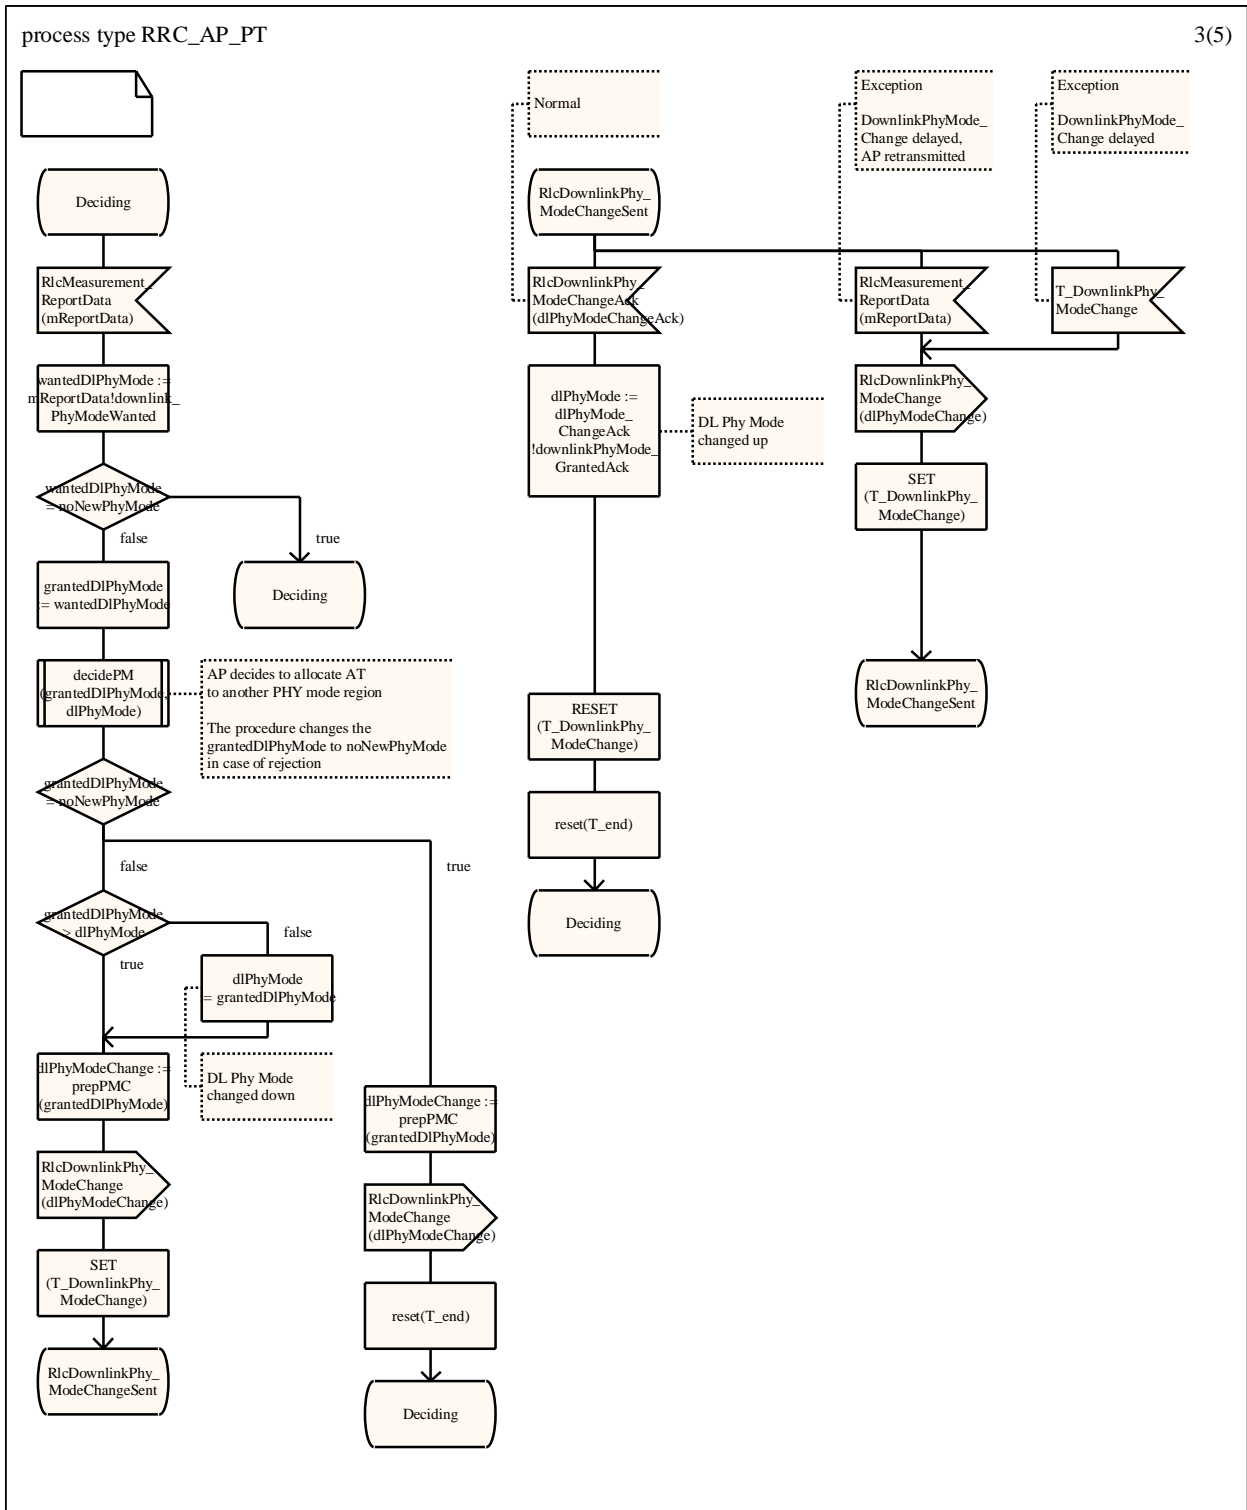 process type RRC_AP_PT
3(5)
Deciding
RlcMeasurement_
ReportData
(mReportData)
wantedDlPhyMode :=
mReportData!downlink_
PhyModeWanted
wantedDlPhyMode
= noNewPhyMode
false
true
Deciding
grantedDlPhyMode
:= wantedDlPhyMode
decidePM
(grantedDlPhyMode,
dlPhyMode)
AP decides to allocate AT
to another PHY mode region
The procedure changes the
grantedDlPhyMode to noNewPhyMode
in case of rejection
grantedDlPhyMode
= noNewPhyMode
false
true
grantedDlPhyMode
> dlPhyMode
false
true
dlPhyMode
:= grantedDlPhyMode
DL Phy Mode
changed down
dlPhyModeChange :=
prepPMC
(grantedDlPhyMode)
RlcDownlinkPhy_
ModeChange
(dlPhyModeChange)
SET
(T_DownlinkPhy_
ModeChange)
RlcDownlinkPhy_
ModeChangeSent
dlPhyModeChange :=
prepPMC
(grantedDlPhyMode)
RlcDownlinkPhy_
ModeChange
(dlPhyModeChange)
reset(T_end)
Deciding
Normal
RlcDownlinkPhy_
ModeChangeSent
RlcDownlinkPhy_
ModeChangeAck
(dlPhyModeChangeAck)
dlPhyMode :=
dlPhyMode_
ChangeAck
!downlinkPhyMode_
GrantedAck
DL Phy Mode
changed up
RESET
(T_DownlinkPhy_
ModeChange)
reset(T_end)
Deciding
Exception
DownlinkPhyMode_
Change delayed,
AP retransmitted
RlcMeasurement_
ReportData
(mReportData)
RlcDownlinkPhy_
ModeChange
(dlPhyModeChange)
SET
(T_DownlinkPhy_
ModeChange)
RlcDownlinkPhy_
ModeChangeSent
Exception
DownlinkPhyMode_
Change delayed
T_DownlinkPhy_
ModeChange